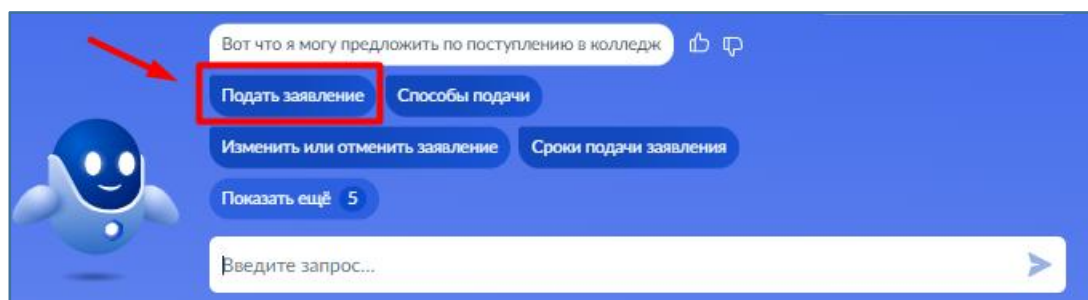 Вот что я могу предложить по поступлению в колледж
Подать заявление Способы подачи
Изменить или отменить заявление Сроки подачи заявления
Показать ещё 5
Введите запрос...